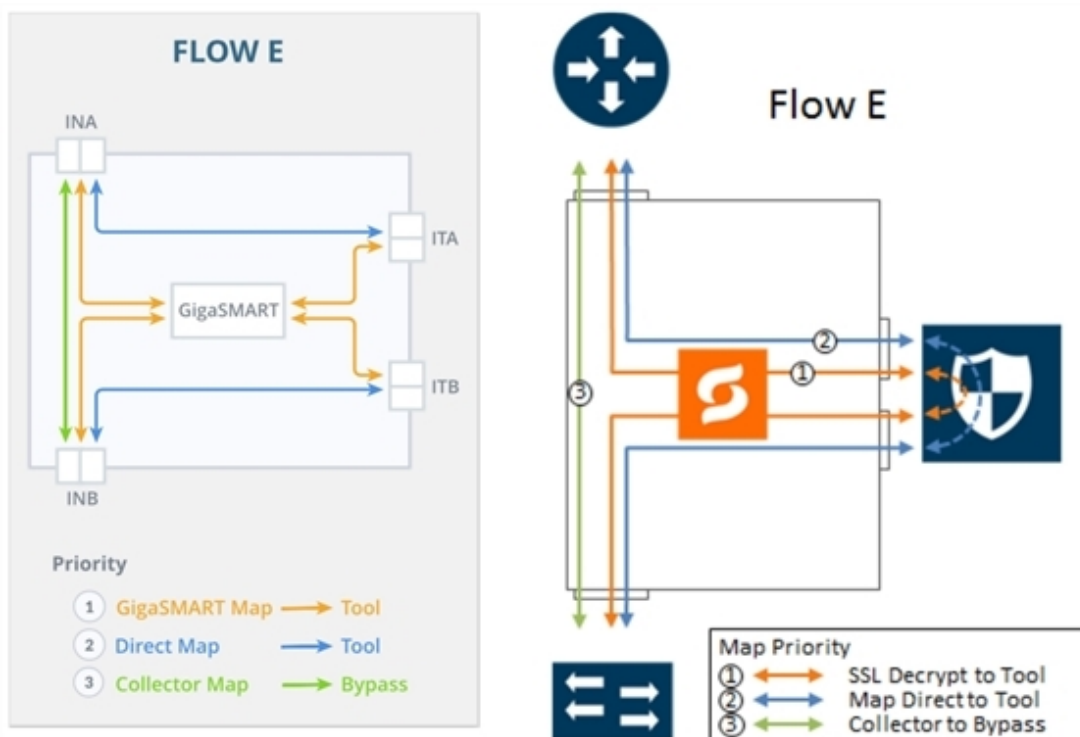 FLOW E
INA
ITA
GigaSMART
ITB
INB
Priority
1 GigaSMART Map Tool
2 Direct Map Tool
3 Collector Map Bypass
Flow E
2
1
3
Map Priority
1 SSL Decrypt to Tool
2 Map Direct to Tool
3 Collector to Bypass